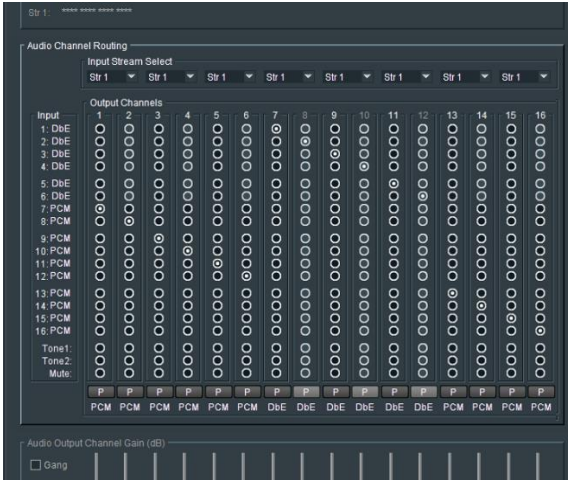 Str 1: **** **** **** ****
Audio Channel Routing
Input Stream Select
Str 1 Str 1 Str 1 Str 1 Str 1 Str 1 Str 1 Str 1
Output Channels
Input 1 2 3 4 5 6 7 8 9 10 11 12 13 14 15 16
1: DbE
2: DbE
3: DbE
4: DbE
5: DbE
6: DbE
7: PCM
8: PCM
9: PCM
10: PCM
11: PCM
12: PCM
13: PCM
14: PCM
15: PCM
16: PCM
Tone1:
Tone2:
Mute:
P P P P P P P P P P P P P P P P
PCM PCM PCM PCM PCM PCM DbE DbE DbE DbE DbE DbE PCM PCM PCM PCM
Audio Output Channel Gain (dB)
Gang